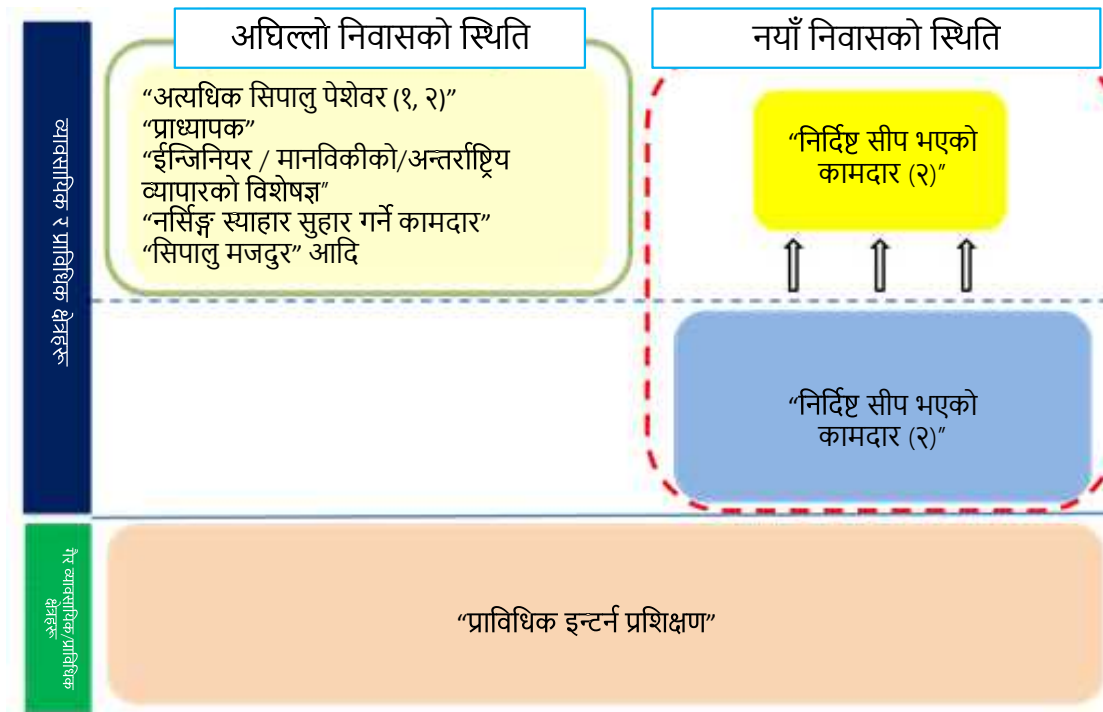 अघिल्लो निवासको स्थिति
नयाँ निवासको स्थिति
व्यावसायिक र प्राविधिक क्षेत्रहरू
“अत्यधिक सिपालु पेशेवर (१, २)”
“प्राध्यापक”
“ईन्जिनियर / मानविकीको/अन्तर्राष्ट्रिय
व्यापारको विशेषज्ञ”
“नर्सिङ्ग स्याहार सुहार गर्ने कामदार”
“सिपालु मजदुर” आदि
“निर्दिष्ट सीप भएको
कामदार (२)”
“निर्दिष्ट सीप भएको
कामदार (२)”
गैर व्यावसायिक/प्राविधिक
क्षेत्रहरू
“प्राविधिक इन्टर्न प्रशिक्षण”